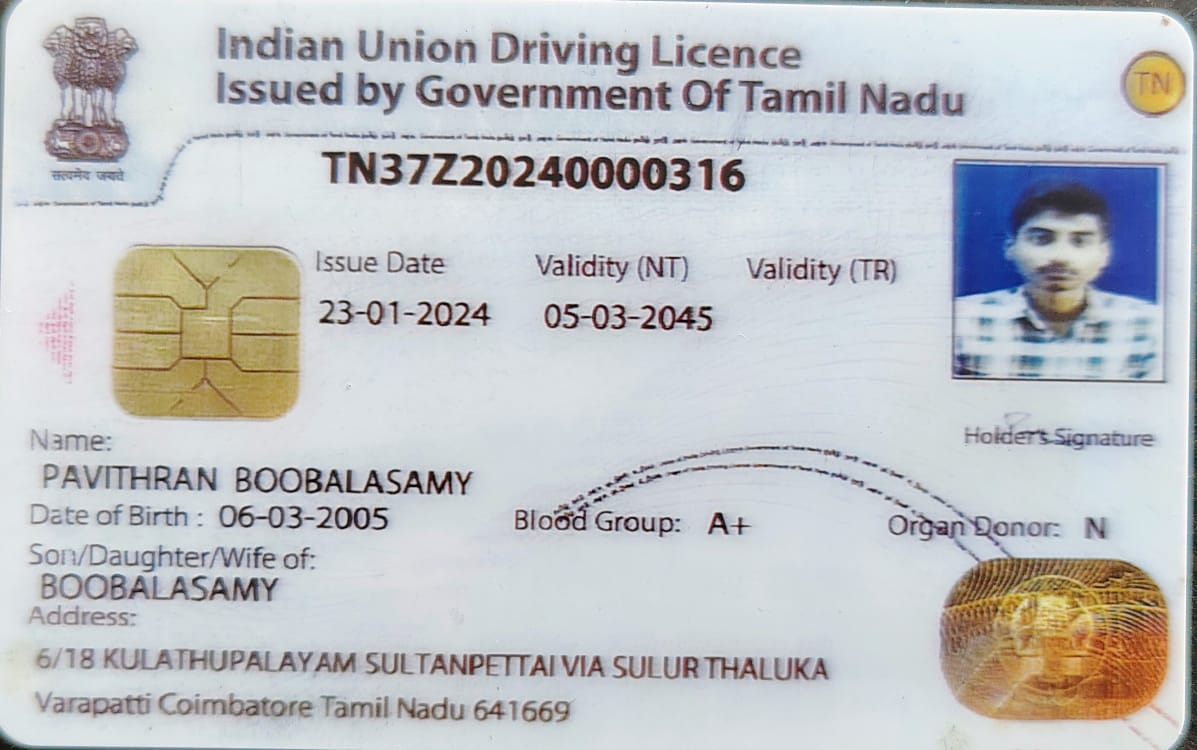 Indian Union Driving Licence
Issued by Government Of Tamil Nadu
TN
सत्यमेव जयते
TN37Z20240000316
Issue Date Validity (NT) Validity (TR)
23-01-2024 05-03-2045
Holder's Signature
Name:
PAVITHRAN BOOBALASAMY
Date of Birth : 06-03-2005 Blood Group: A+ Organ Donor: N
Son/Daughter/Wife of:
BOOBALASAMY
Address:
6/18 KULATHUPALAYAM SULTANPETTAI VIA SULUR THALUKA
Varapatti Coimbatore Tamil Nadu 641669